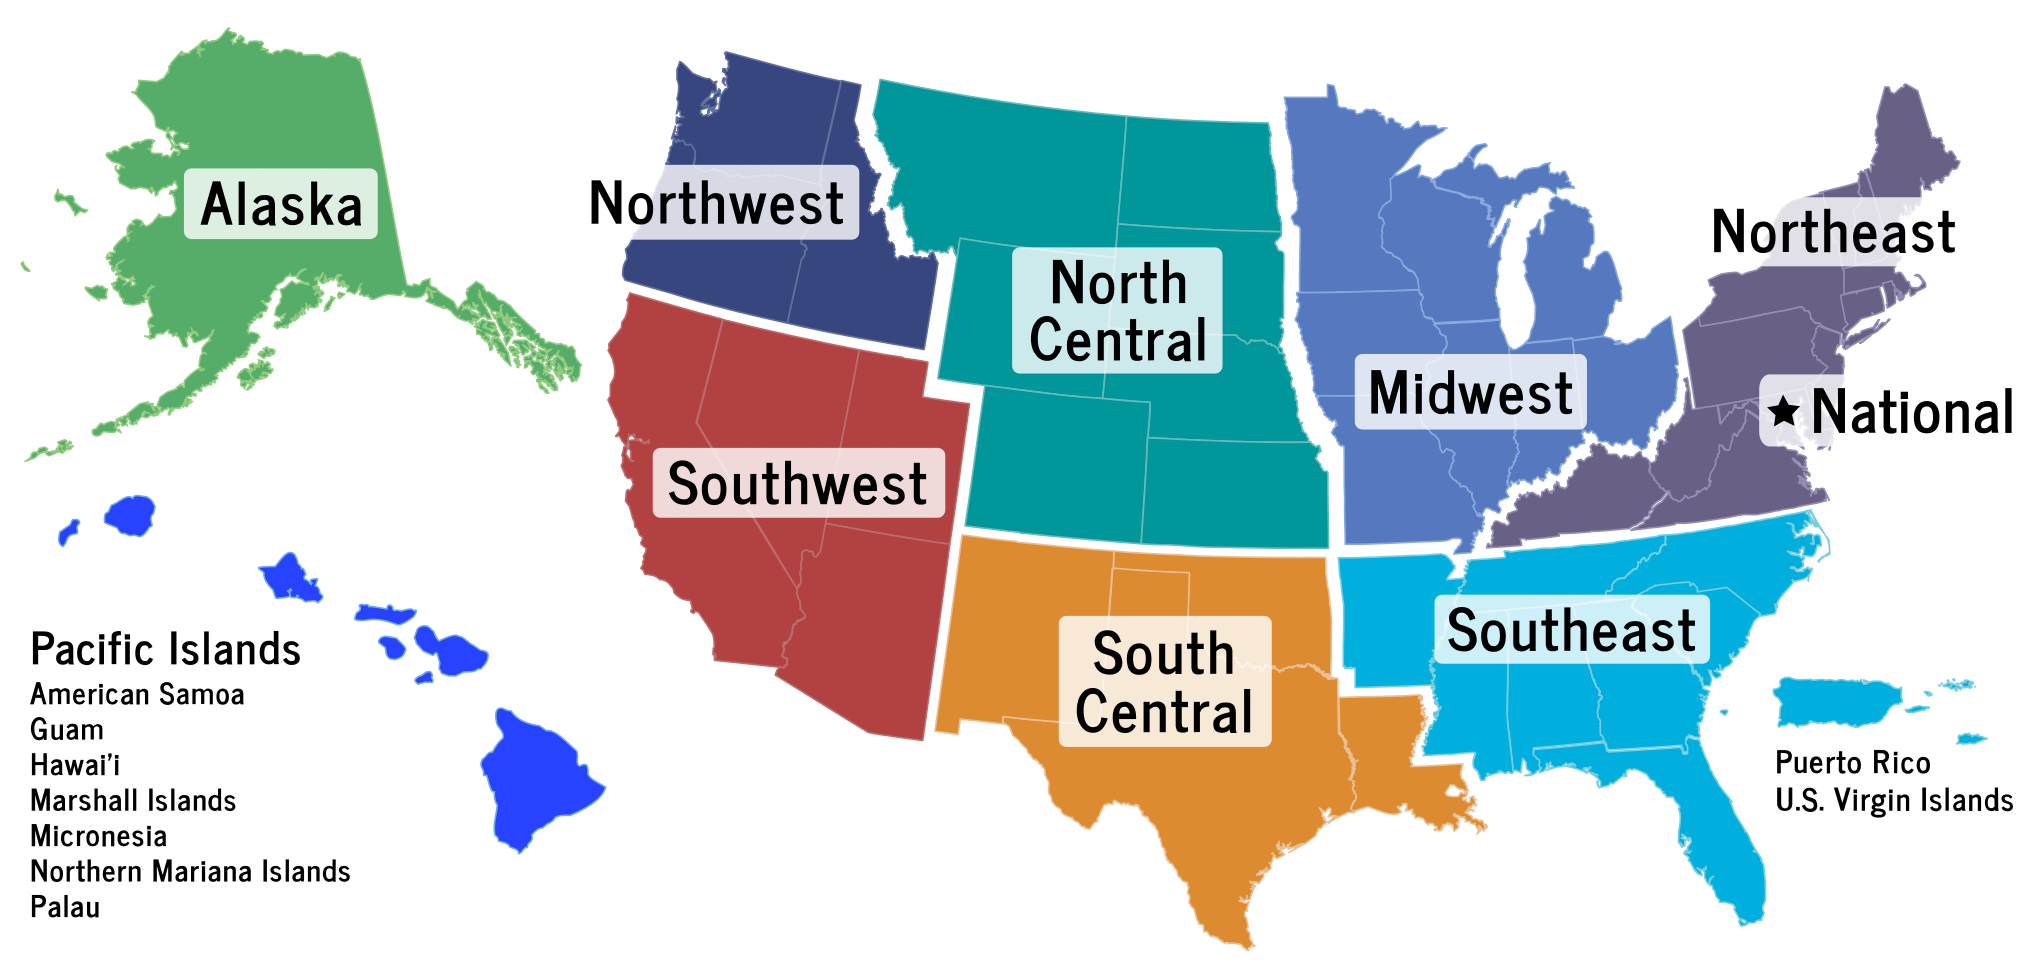 Alaska
Northwest
North
Central
Midwest
Northeast
National
Southwest
South
Central
Southeast
Pacific Islands
American Samoa
Guam
Hawai'i
Marshall Islands
Micronesia
Northern Mariana Islands
Palau
Puerto Rico
U.S. Virgin Islands